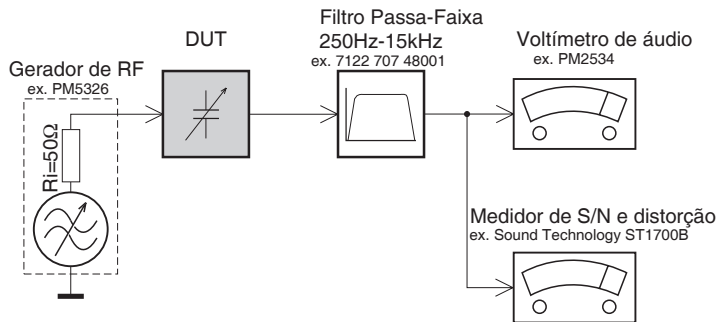 Gerador de RF
ex. PM5326
Ri=50Ω
DUT
Filtro Passa-Faixa
250Hz-15kHz
ex. 7122 707 48001
Voltímetro de áudio
ex. PM2534
Medidor de S/N e distorção
ex. Sound Technology ST1700B